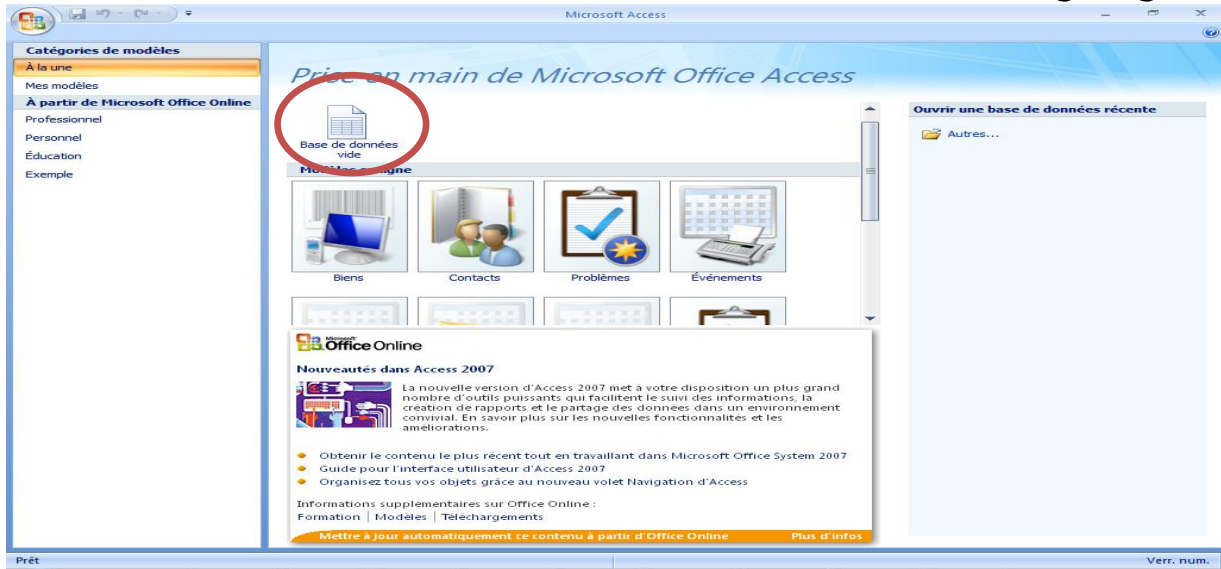 Microsoft Access
Catégories de modèles
À la une
Mes modèles
À partir de Microsoft Office Online
Professionnel
Personnel
Éducation
Exemple
Prise en main de Microsoft Office Access
Base de données
vide
Modèles en ligne
Biens
Contacts
Problèmes
Événements
Microsoft
Office Online
Nouveautés dans Access 2007
La nouvelle version d'Access 2007 met à votre disposition un plus grand
nombre d'outils puissants qui facilitent le suivi des informations, la
création de rapports et le partage des données dans un environnement
convivial. En savoir plus sur les nouvelles fonctionnalités et les
améliorations.
Obtenir le contenu le plus récent tout en travaillant dans Microsoft Office System 2007
Guide pour l'interface utilisateur d'Access 2007
Organisez tous vos objets grâce au nouveau volet Navigation d'Access
Informations supplémentaires sur Office Online :
Formation | Modèles | Téléchargements
Mettre à jour automatiquement ce contenu à partir d'Office Online Plus d'infos
Ouvrir une base de données récente
Autres...
Prêt
Verr. num.